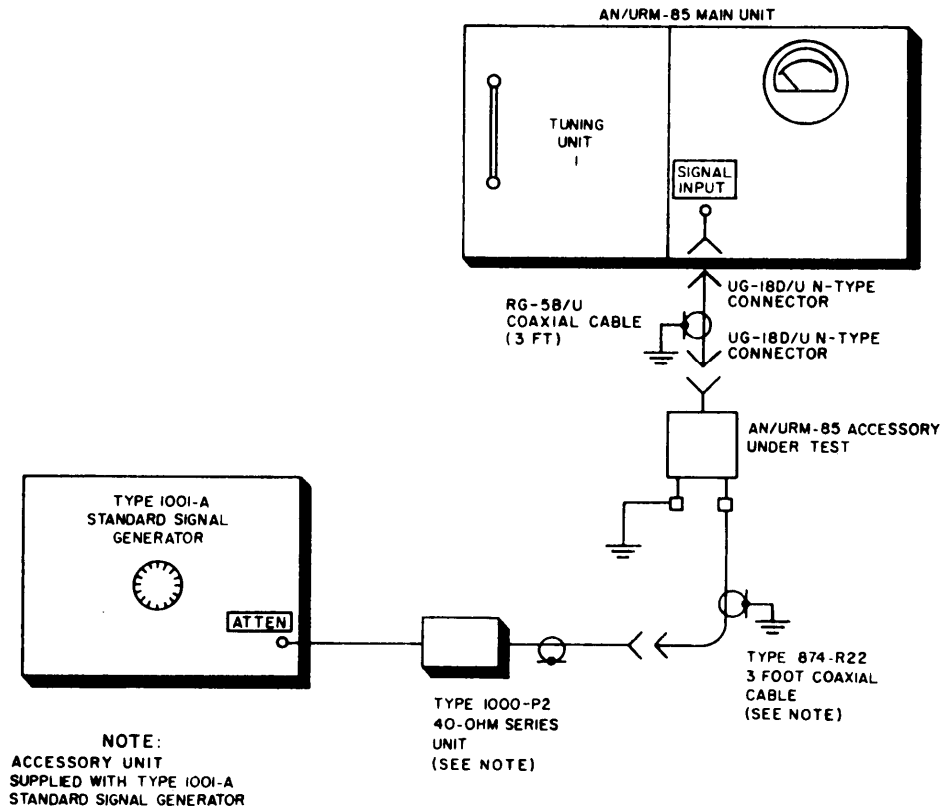 AN/URM-85 MAIN UNIT
TUNING
UNIT
1
SIGNAL
INPUT
RG-5B/U
COAXIAL CABLE
(3 FT)
UG-18D/U N-TYPE
CONNECTOR
UG-18D/U N-TYPE
CONNECTOR
AN/URM-85 ACCESSORY
UNDER TEST
TYPE 1001-A
STANDARD SIGNAL
GENERATOR
ATTEN
TYPE 1000-P2
40-OHM SERIES
UNIT
(SEE NOTE)
TYPE 874-R22
3 FOOT COAXIAL
CABLE
(SEE NOTE)
NOTE:
ACCESSORY UNIT
SUPPLIED WITH TYPE 1001-A
STANDARD SIGNAL GENERATOR